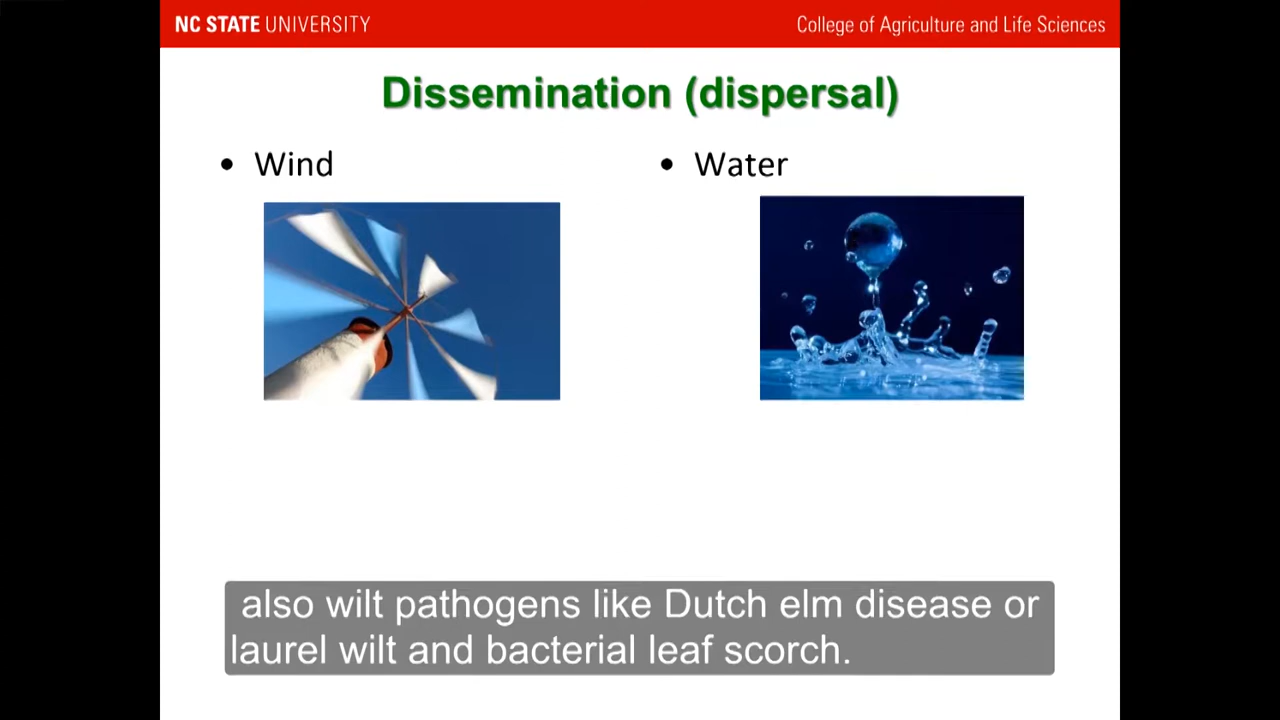 NC STATE UNIVERSITY
College of Agriculture and Life Sciences
Dissemination (dispersal)
• Wind
• Water
also wilt pathogens like Dutch elm disease or
laurel wilt and bacterial leaf scorch.